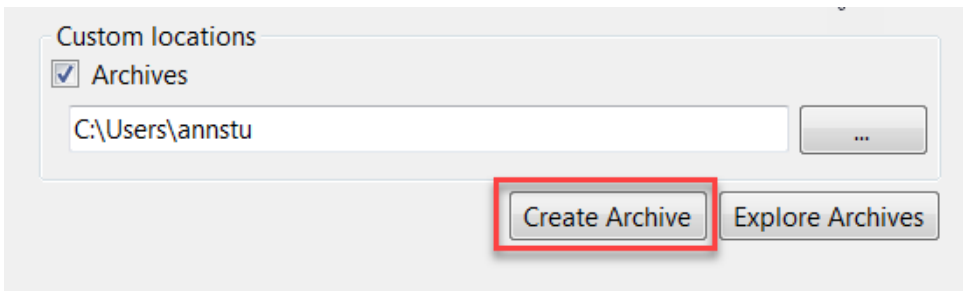 Custom locations
Archives
C:\Users\annstu
...
Create Archive
Explore Archives